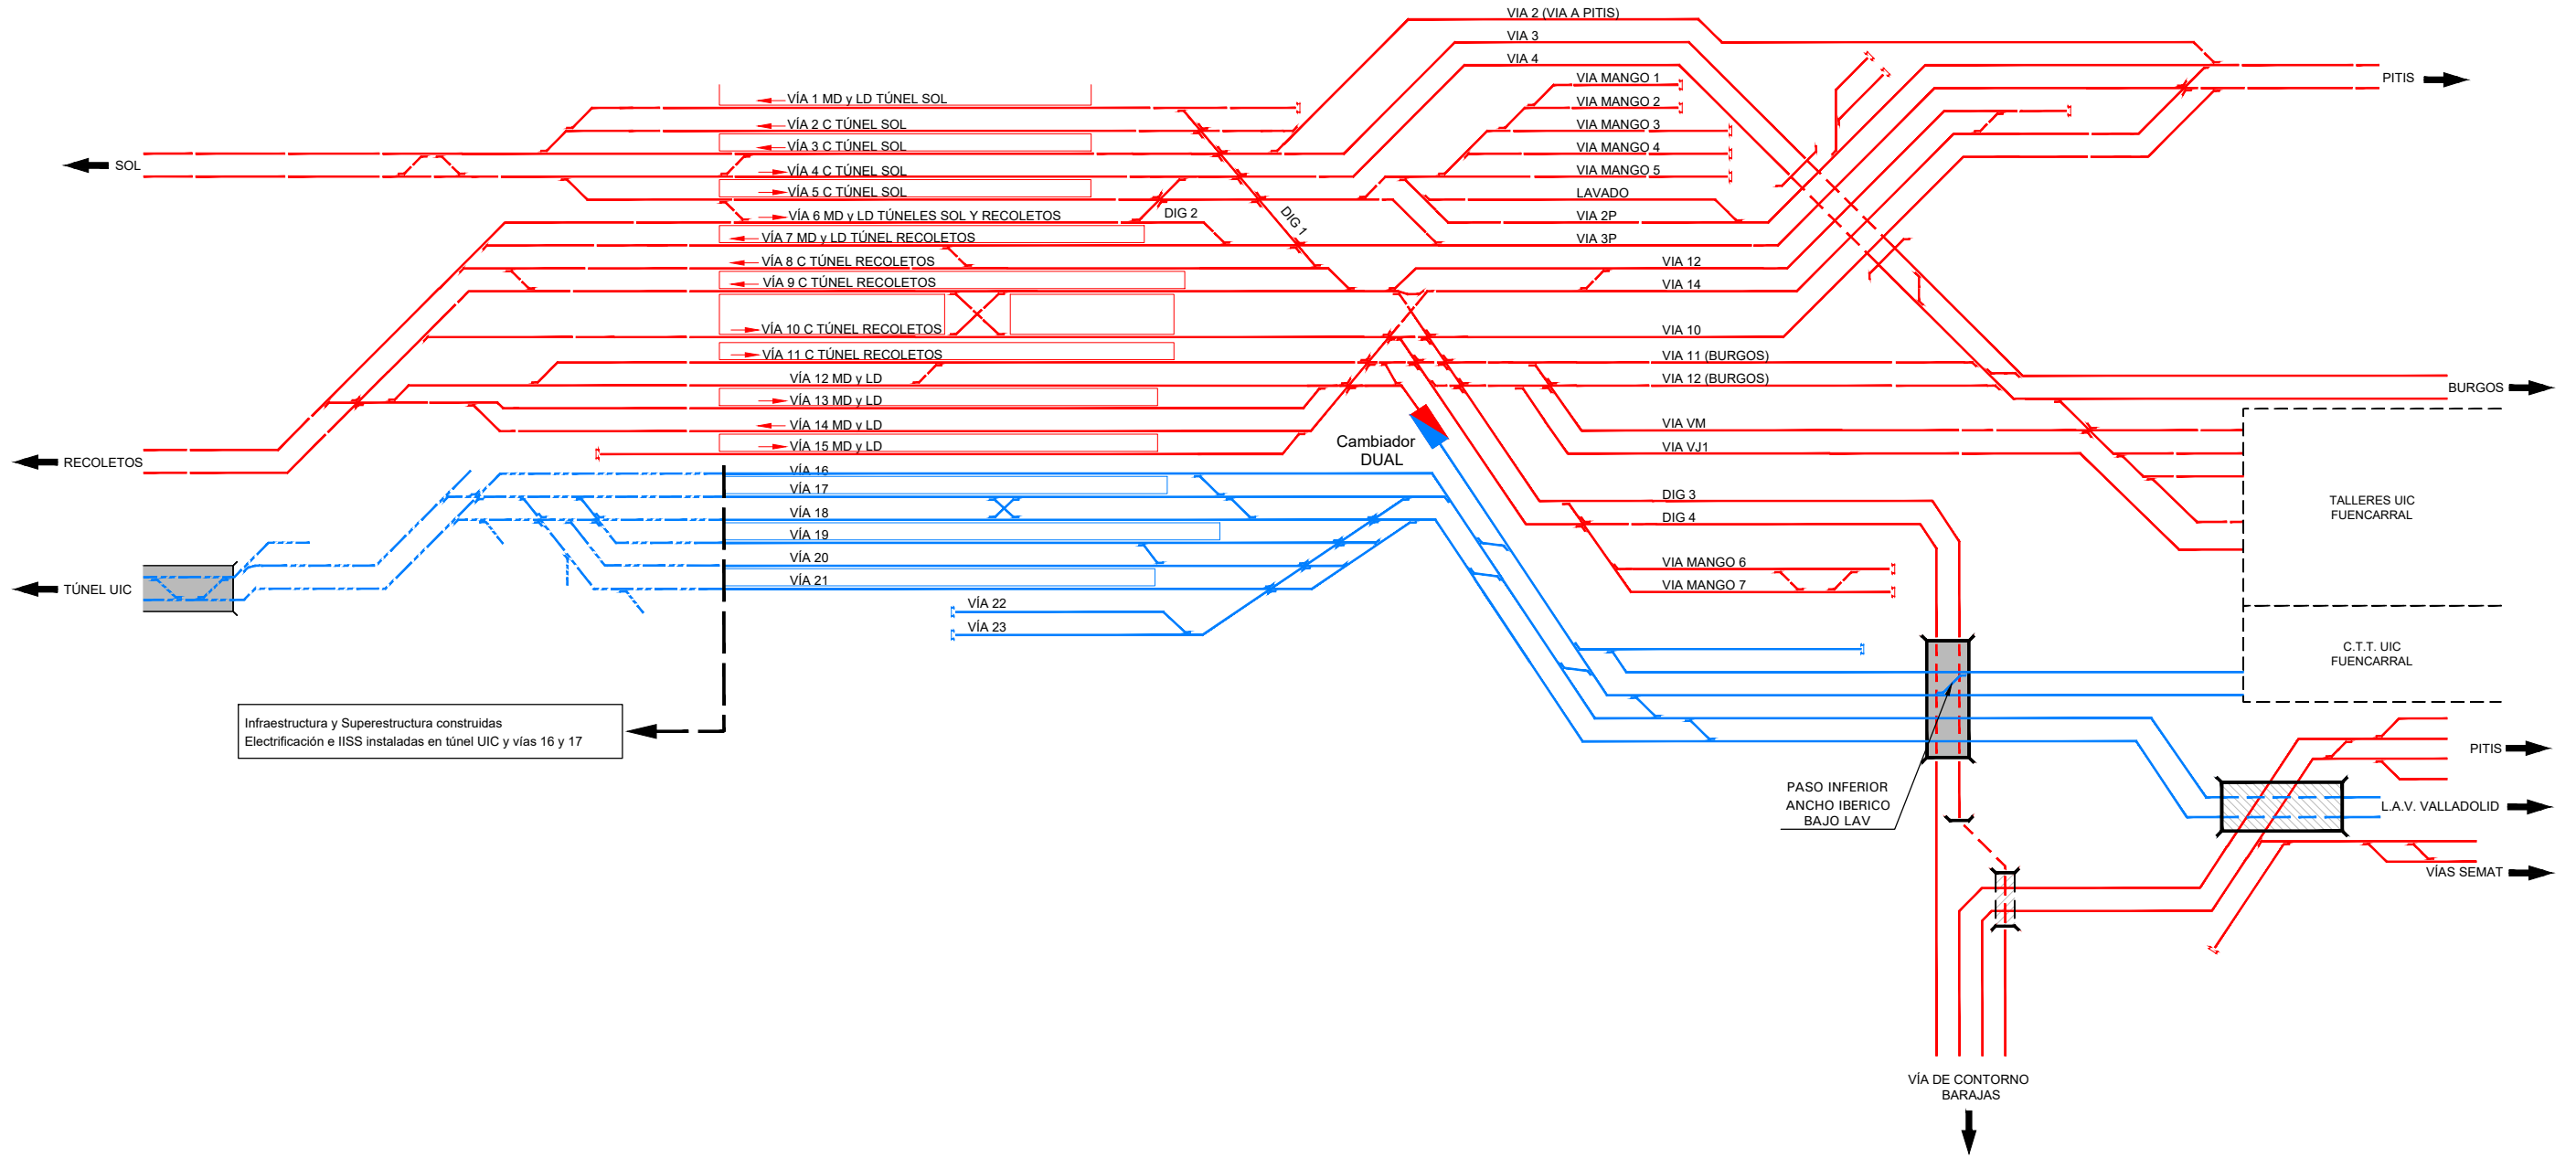 VIA 2 (VIA A PITIS)
VIA 3
VIA 4
VIA MANGO 1
VIA MANGO 2
VIA MANGO 3
VIA MANGO 4
VIA MANGO 5
LAVADO
VIA 2P
VIA 3P
VIA 12
VIA 14
VIA 10
VIA 11 (BURGOS)
VIA 12 (BURGOS)
VIA VM
VIA VJ1
DIG 3
DIG 4
VIA MANGO 6
VIA MANGO 7
PITIS
BURGOS
SOL
RECOLETOS
TÚNEL UIC
VÍA 1 MD y LD TÚNEL SOL
VÍA 2 C TÚNEL SOL
VÍA 3 C TÚNEL SOL
VÍA 4 C TÚNEL SOL
VÍA 5 C TÚNEL SOL
VÍA 6 MD y LD TÚNELES SOL Y RECOLETOS
VÍA 7 MD y LD TÚNEL RECOLETOS
VÍA 8 C TÚNEL RECOLETOS
VÍA 9 C TÚNEL RECOLETOS
VÍA 10 C TÚNEL RECOLETOS
VÍA 11 C TÚNEL RECOLETOS
VÍA 12 MD y LD
VÍA 13 MD y LD
VÍA 14 MD y LD
VÍA 15 MD y LD
VÍA 16
VÍA 17
VÍA 18
VÍA 19
VÍA 20
VÍA 21
VÍA 22
VÍA 23
DIG 2
DIG 1
Cambiador
DUAL
TALLERES UIC
FUENCARRAL
C.T.T. UIC
FUENCARRAL
Infraestructura y Superestructura construidas
Electrificación e IISS instaladas en túnel UIC y vías 16 y 17
PASO INFERIOR
ANCHO IBERICO
BAJO LAV
PITIS
L.A.V. VALLADOLID
VÍAS SEMAT
VÍA DE CONTORNO
BARAJAS